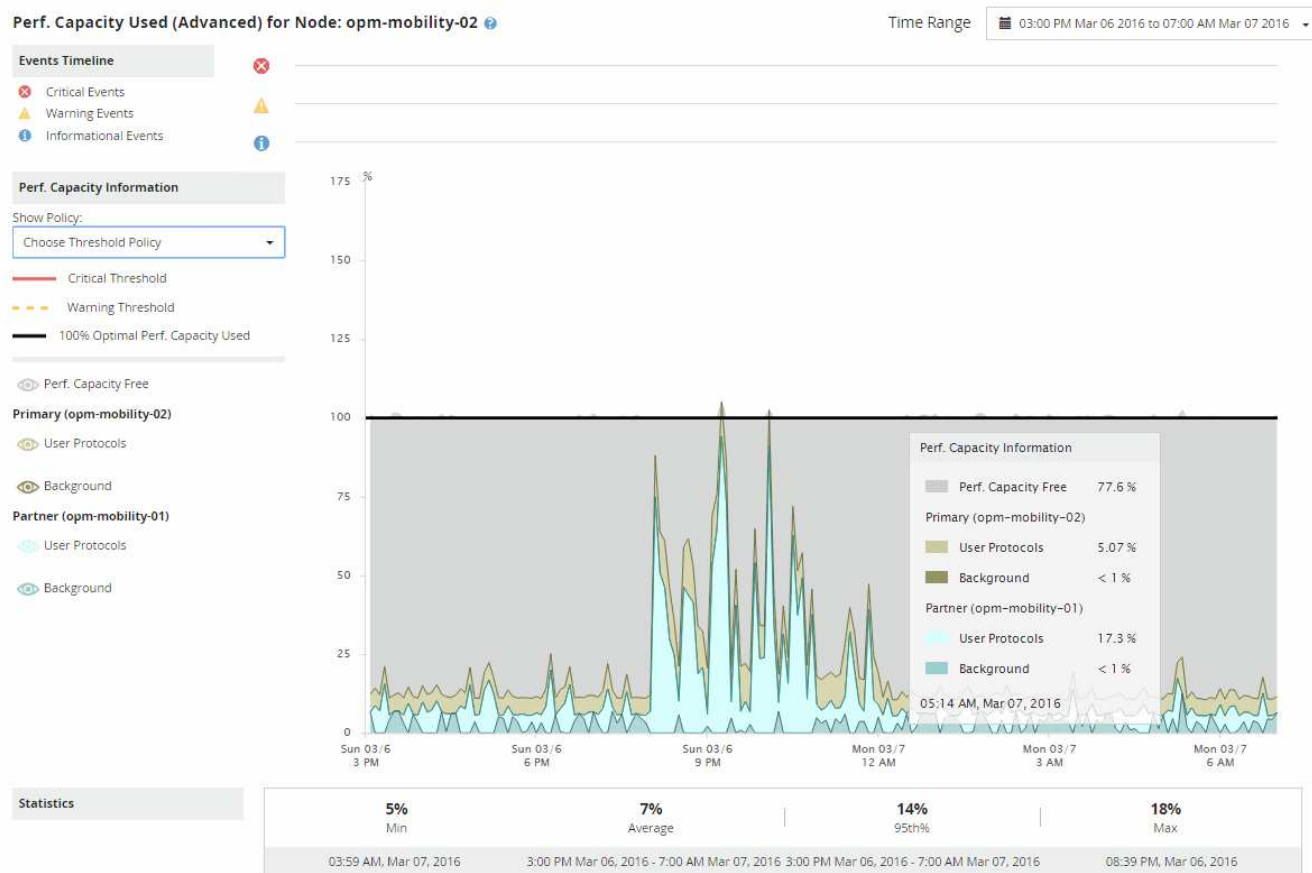 Perf. Capacity Used (Advanced) for Node: opm-mobility-02
Time Range 03:00 PM Mar 06 2016 to 07:00 AM Mar 07 2016
Events Timeline
Critical Events
Warning Events
Informational Events
Perf. Capacity Information
Show Policy:
Choose Threshold Policy
Critical Threshold
Warning Threshold
100% Optimal Perf. Capacity Used
Perf. Capacity Free
Primary (opm-mobility-02)
User Protocols
Background
Partner (opm-mobility-01)
User Protocols
Background
%
175
150
125
100
75
50
25
0
Sun 03/6 Sun 03/6 Sun 03/6 Mon 03/7 Mon 03/7 Mon 03/7
3 PM 6 PM 9 PM 12 AM 3 AM 6 AM
Perf. Capacity Information
Perf. Capacity Free 77.6 %
Primary (opm-mobility-02)
User Protocols 5.07 %
Background < 1 %
Partner (opm-mobility-01)
User Protocols 17.3 %
Background < 1 %
05:14 AM, Mar 07, 2016
Statistics
5% 7% 14% 18%
Min Average 95th% Max
03:59 AM, Mar 07, 2016 3:00 PM Mar 06, 2016 - 7:00 AM Mar 07, 2016 3:00 PM Mar 06, 2016 - 7:00 AM Mar 07, 2016 08:39 PM, Mar 06, 2016